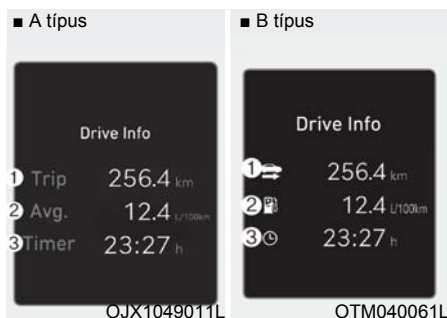 ■ A típus
Drive Info
1 Trip 256.4 km
2 Avg. 12.4 L/100km
3 Timer 23:27 h
OJX1049011L
■ B típus
Drive Info
1 256.4 km
2 12.4 L/100km
3 23:27 h
OTM040061L